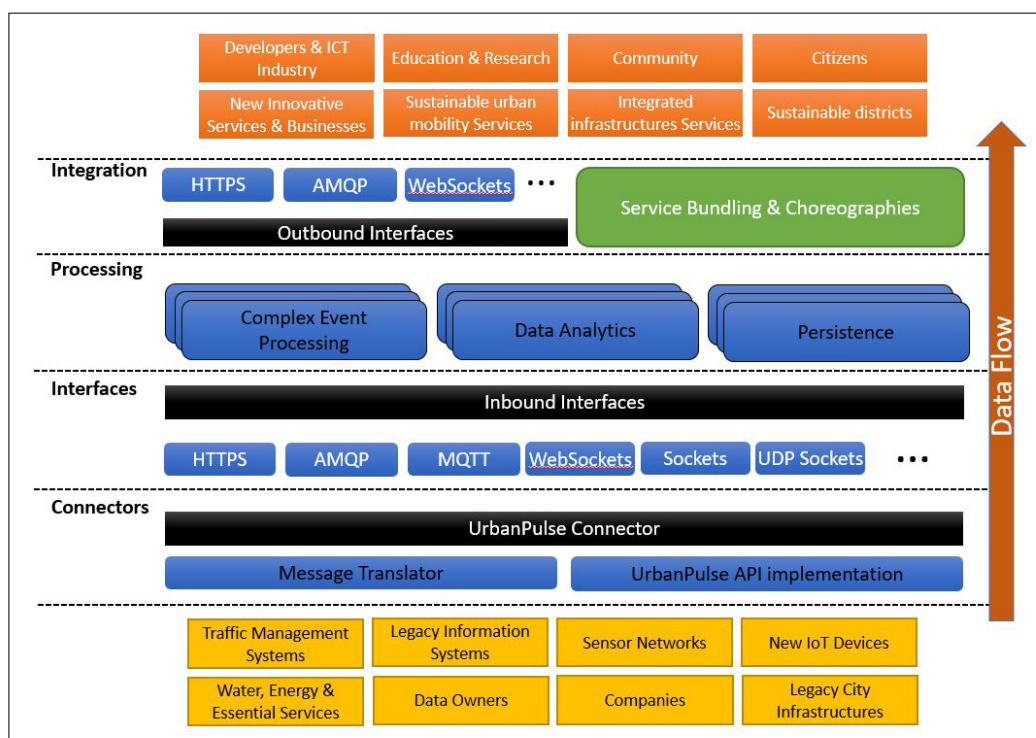 Developers & ICT
Industry
Education & Research
Community
Citizens
New Innovative
Services & Businesses
Sustainable urban
mobility Services
Integrated
infrastructures Services
Sustainable districts
Integration
HTTPS
AMQP
WebSockets
...
Service Bundling & Choreographies
Outbound Interfaces
Processing
Complex Event
Processing
Data Analytics
Persistence
Interfaces
Inbound Interfaces
HTTPS
AMQP
MQTT
WebSockets
Sockets
UDP Sockets
...
Connectors
UrbanPulse Connector
Message Translator
UrbanPulse API implementation
Traffic Management
Systems
Legacy Information
Systems
Sensor Networks
New IoT Devices
Water, Energy &
Essential Services
Data Owners
Companies
Legacy City
Infrastructures
Data Flow